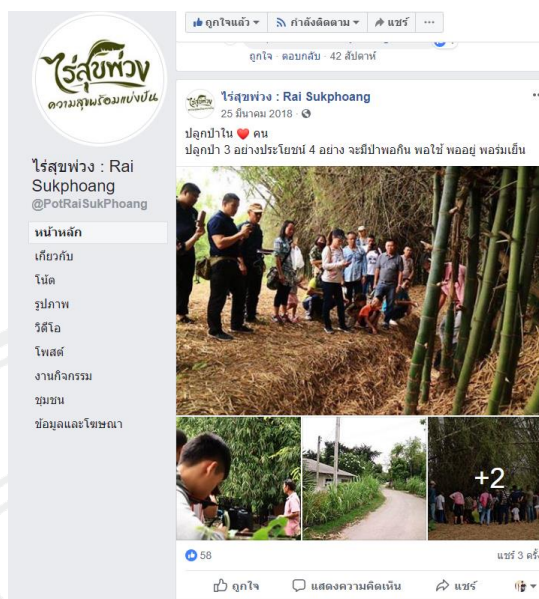 ไร่สุขพ่วง
ความสุขพร้อมแบ่งปัน
ไร่สุขพ่วง : Rai
Sukphoang
@PotRaiSukPhoang
หน้าหลัก
เกี่ยวกับ
โน้ต
รูปภาพ
วิดีโอ
โพสต์
งานกิจกรรม
ชุมชน
ข้อมูลและโฆษณา
ถูกใจแล้ว กำลังติดตาม แชร์ ...
ถูกใจ · ตอบกลับ · 42 สัปดาห์
ไร่สุขพ่วง : Rai Sukphoang
25 มีนาคม 2018 ·
ปลูกป่าใน ❤ คน
ปลูกป่า 3 อย่างประโยชน์ 4 อย่าง จะมีป่าพอกิน พอใช้ พออยู่ พอร่มเย็น
+2
58
แชร์ 3 ครั้ง
ถูกใจ แสดงความคิดเห็น แชร์